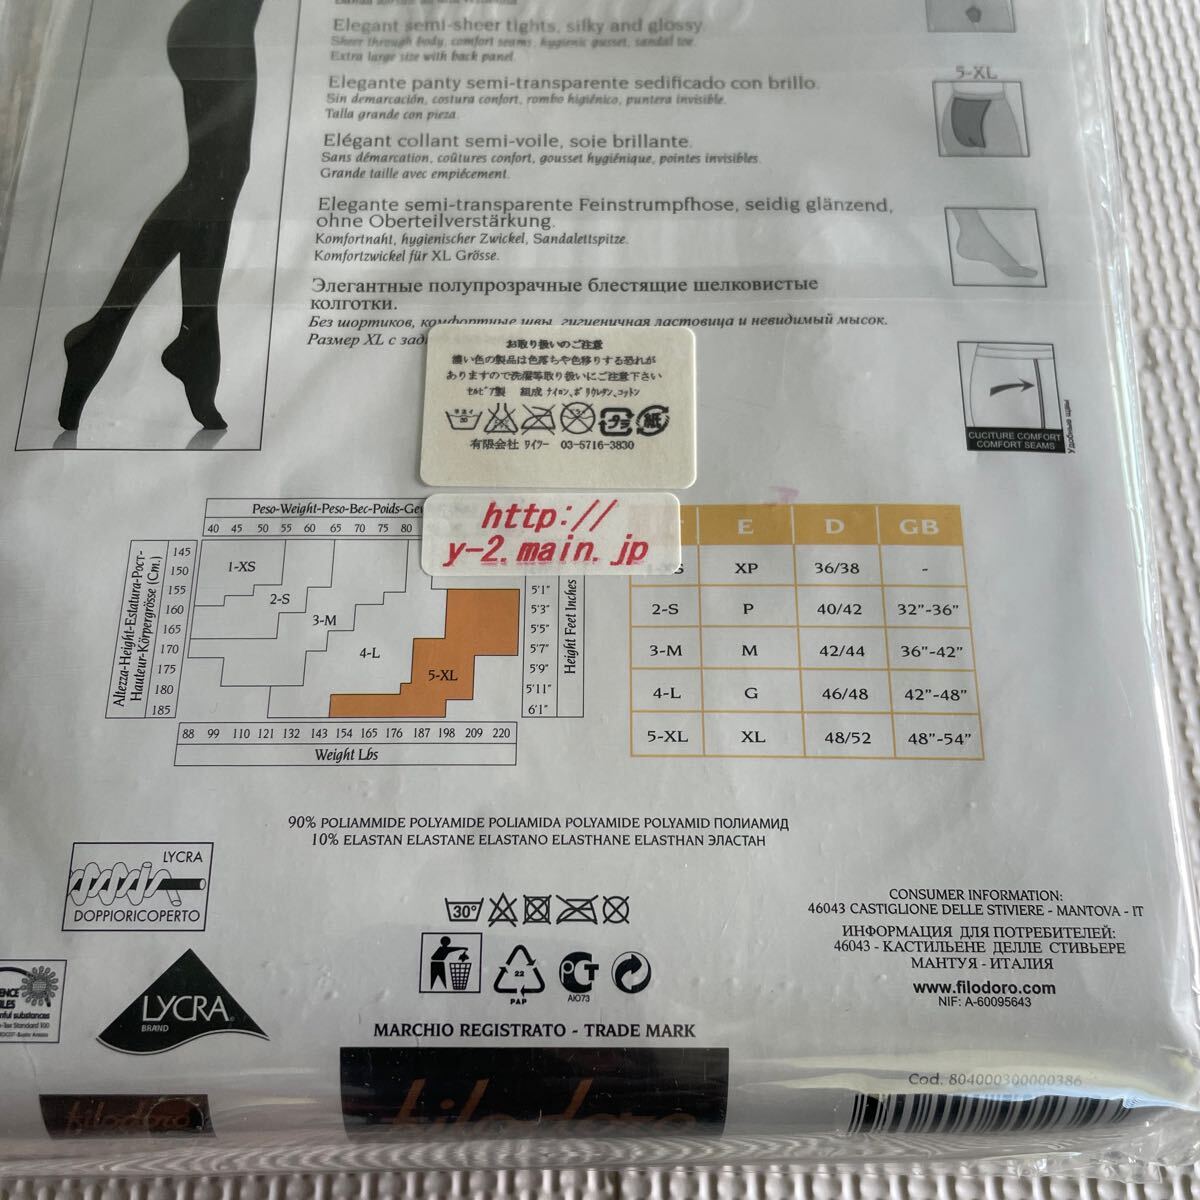 Elegant semi-sheer tights, silky and glossy.
Sheer through body, comfort seams, hygienic gusset, sandal toe.
Extra large size with back panel.
Elegante panty semi-transparente sedificado con brillo.
Sin demarcación, costura confort, rombo higiénico, puntera invisible.
Talla grande con pieza.
Elégant collant semi-voile, soie brillante.
Sans démarcation, coûtures confort, gousset hygiénique, pointes invisibles.
Grande taille avec empiécement.
Elegante semi-transparente Feinstrumpfhose, seidig glänzend,
ohne Oberteilverstärkung.
Komfortnaht, hygienischer Zwickel, Sandalettspitze.
Komfortzwickel für XL Grösse.
Элегантные полупрозрачные блестящие шелковистые
колготки.
Без шортиков, комфортные швы, гигиеничная ластовица и невидимый мысок.
Размер XL с зад
5-XL
CUCITURE COMFORT
COMFORT SEAMS
Удобные швы
お取り扱いのご注意
濃い色の製品は色落ちや色移りする恐れが
ありますので洗濯等取り扱いにご注意下さい
セルビア製 組成 ナイロン、ポリウレタン、コットン
30
プラ
紙
有限会社 ワイツー 03-5716-3830
http://
y-2.main.jp
Peso-Weight-Peso-Bec-Poids-Gew
40 45 50 55 60 65 70 75 80
Altezza-Height-Estatura-Рост-
Hauteur-Körpergrösse (Cm.)
145
150
155
160
165
170
175
180
185
1-XS
2-S
3-M
4-L
5-XL
5'1"
5'3"
5'5"
5'7"
5'9"
5'11"
6'1"
Height Feet Inches
88 99 110 121 132 143 154 165 176 187 198 209 220
Weight Lbs
E D GB
1-XS XP 36/38 -
2-S P 40/42 32"-36"
3-M M 42/44 36"-42"
4-L G 46/48 42"-48"
5-XL XL 48/52 48"-54"
90% POLIAMMIDE POLYAMIDE POLIAMIDA POLYAMIDE POLYAMID ПОЛИАМИД
10% ELASTAN ELASTANE ELASTANO ELASTHANE ELASTHAN ЭЛАСТАН
LYCRA
DOPPIORICOPERTO
30°
22
PAP
РСТ
АЮ73
LYCRA®
BRAND
MARCHIO REGISTRATO - TRADE MARK
CONSUMER INFORMATION:
46043 CASTIGLIONE DELLE STIVIERE - MANTOVA - IT
ИНФОРМАЦИЯ ДЛЯ ПОТРЕБИТЕЛЕЙ:
46043 - КАСТИЛЬЕНЕ ДЕЛЛЕ СТИВЬЕРЕ
МАНТУЯ - ИТАЛИЯ
www.filodoro.com
NIF: A-60095643
Cod. 804000300000386
filodoro
filodoro